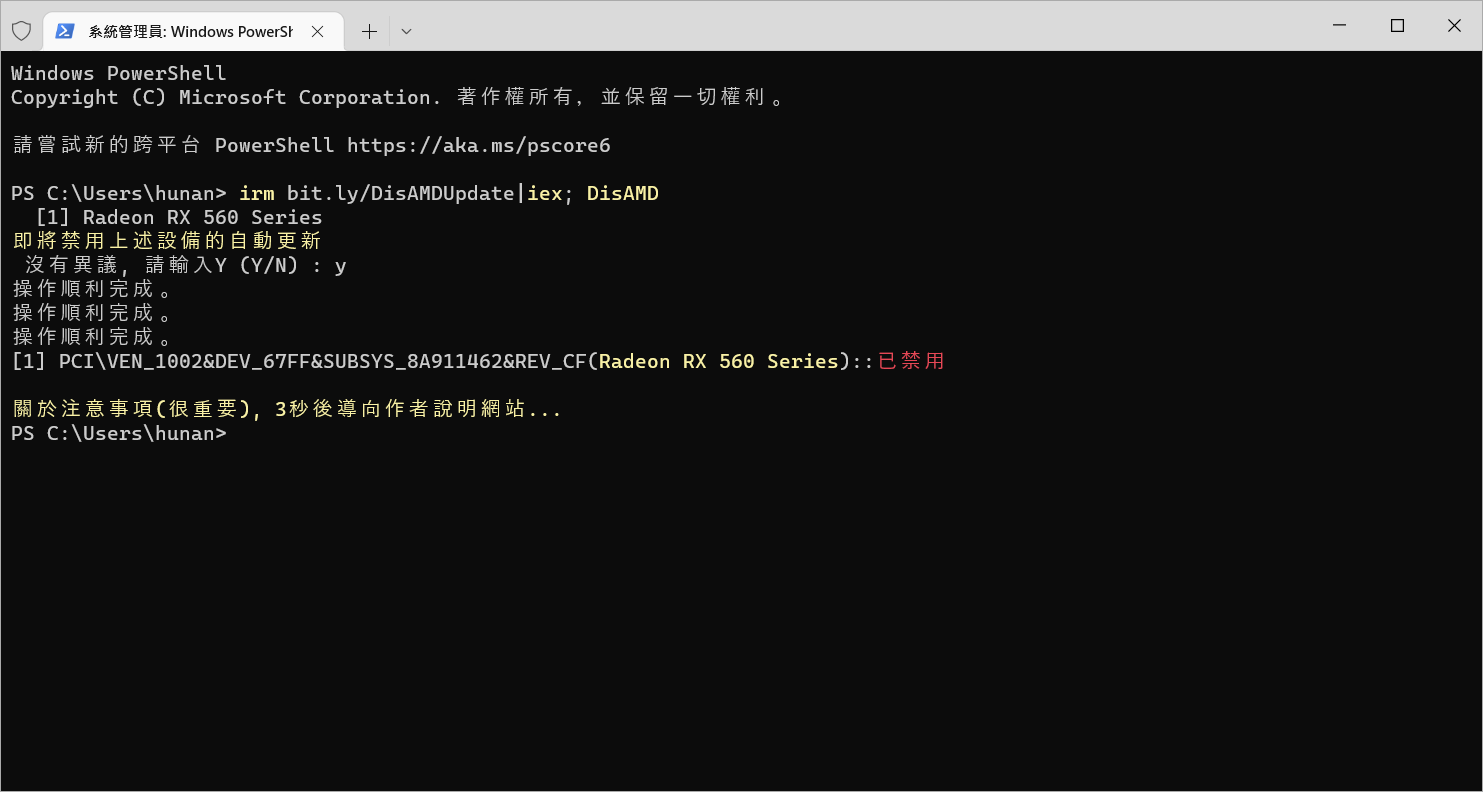 系統管理員: Windows PowerSh
Windows PowerShell
Copyright (C) Microsoft Corporation. 著作權所有，並保留一切權利。
請嘗試新的跨平台 PowerShell https://aka.ms/pscore6
PS C:\Users\hunan> irm bit.ly/DisAMDUpdate|iex; DisAMD
[1] Radeon RX 560 Series
即將禁用上述設備的自動更新
沒有異議, 請輸入Y (Y/N) : y
操作順利完成。
操作順利完成。
操作順利完成。
[1] PCI\VEN_1002&DEV_67FF&SUBSYS_8A911462&REV_CF(Radeon RX 560 Series)::已禁用
關於注意事項(很重要), 3秒後導向作者說明網站...
PS C:\Users\hunan>